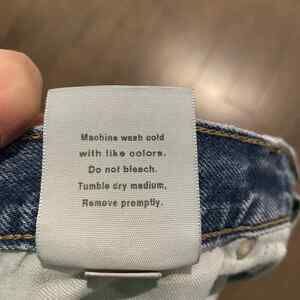 Machine wash cold
with like colors.
Do not bleach.
Tumble dry medium,
Remove promptly.